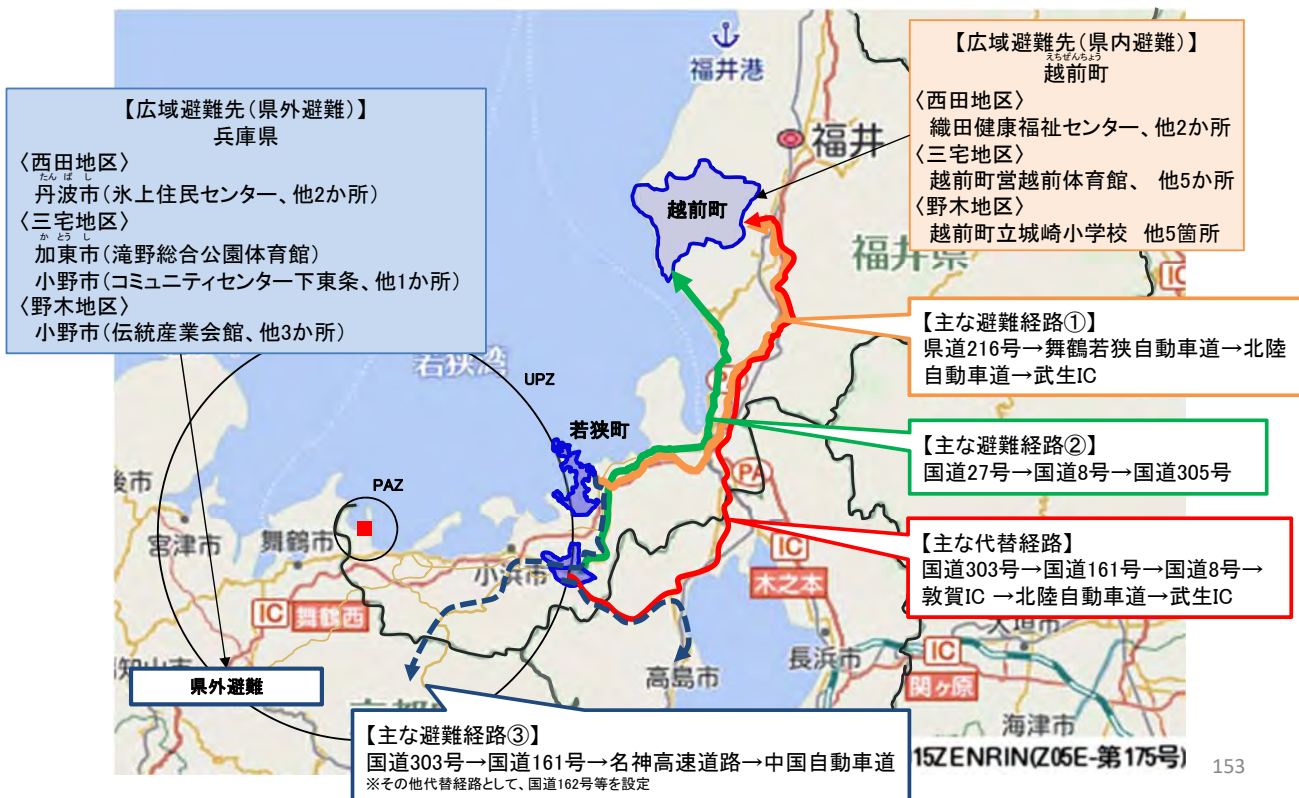 【広域避難先(県外避難)】
兵庫県
〈西田地区〉
たんばし
丹波市(氷上住民センター、他2か所)
〈三宅地区〉
かとうし
加東市(滝野総合公園体育館)
小野市(コミュニティセンター下東条、他1か所)
〈野木地区〉
小野市(伝統産業会館、他3か所)
【広域避難先(県内避難)】
えちぜんちょう
越前町
〈西田地区〉
織田健康福祉センター、他2か所
〈三宅地区〉
越前町営越前体育館、 他5か所
〈野木地区〉
越前町立城崎小学校 他5箇所
福井港
福井
越前町
福井県
IC
【主な避難経路①】
県道216号→舞鶴若狭自動車道→北陸
自動車道→武生IC
若狭湾
UPZ
若狭町
【主な避難経路②】
国道27号→国道8号→国道305号
PA
PAZ
後市
宮津市
舞鶴市
小浜市
【主な代替経路】
国道303号→国道161号→国道8号→
敦賀IC →北陸自動車道→武生IC
IC
木之本
IC
舞鶴西
大垣市
長浜市
IC
関ヶ原
高島市
知山市
県外避難
海津市
【主な避難経路③】
国道303号→国道161号→名神高速道路→中国自動車道
※その他代替経路として、国道162号等を設定
15ZENRIN(Z05E-第175号)
153